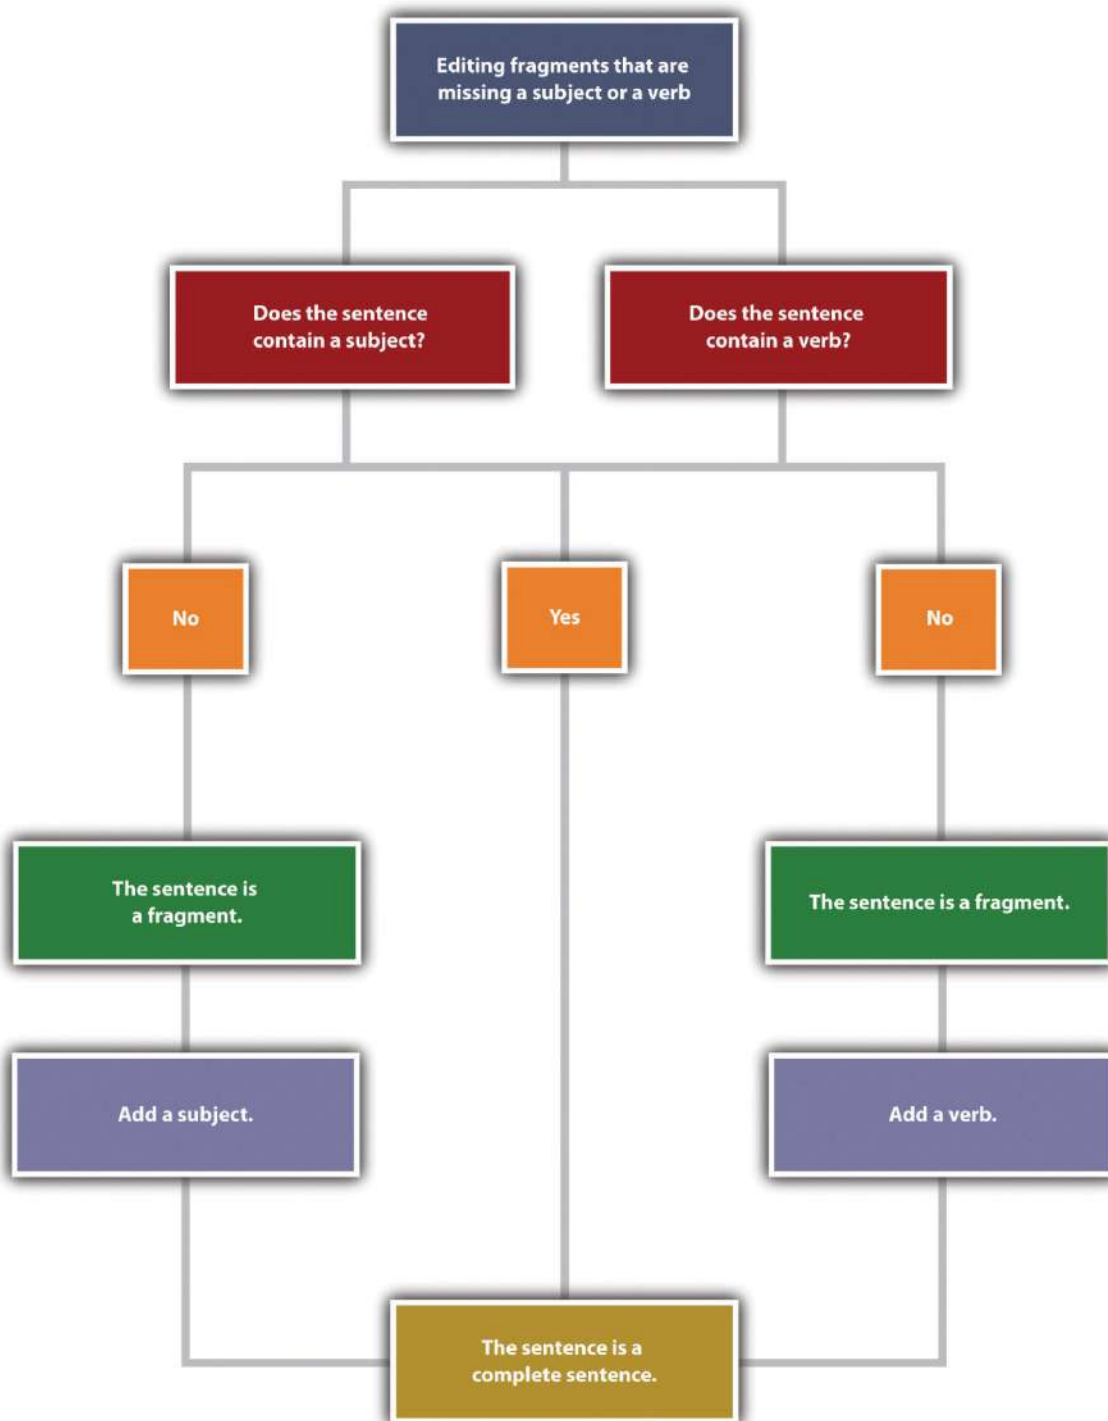 Editing fragments that are
missing a subject or a verb
Does the sentence
contain a subject?
Does the sentence
contain a verb?
No
Yes
No
The sentence is
a fragment.
The sentence is a fragment.
Add a subject.
Add a verb.
The sentence is a
complete sentence.